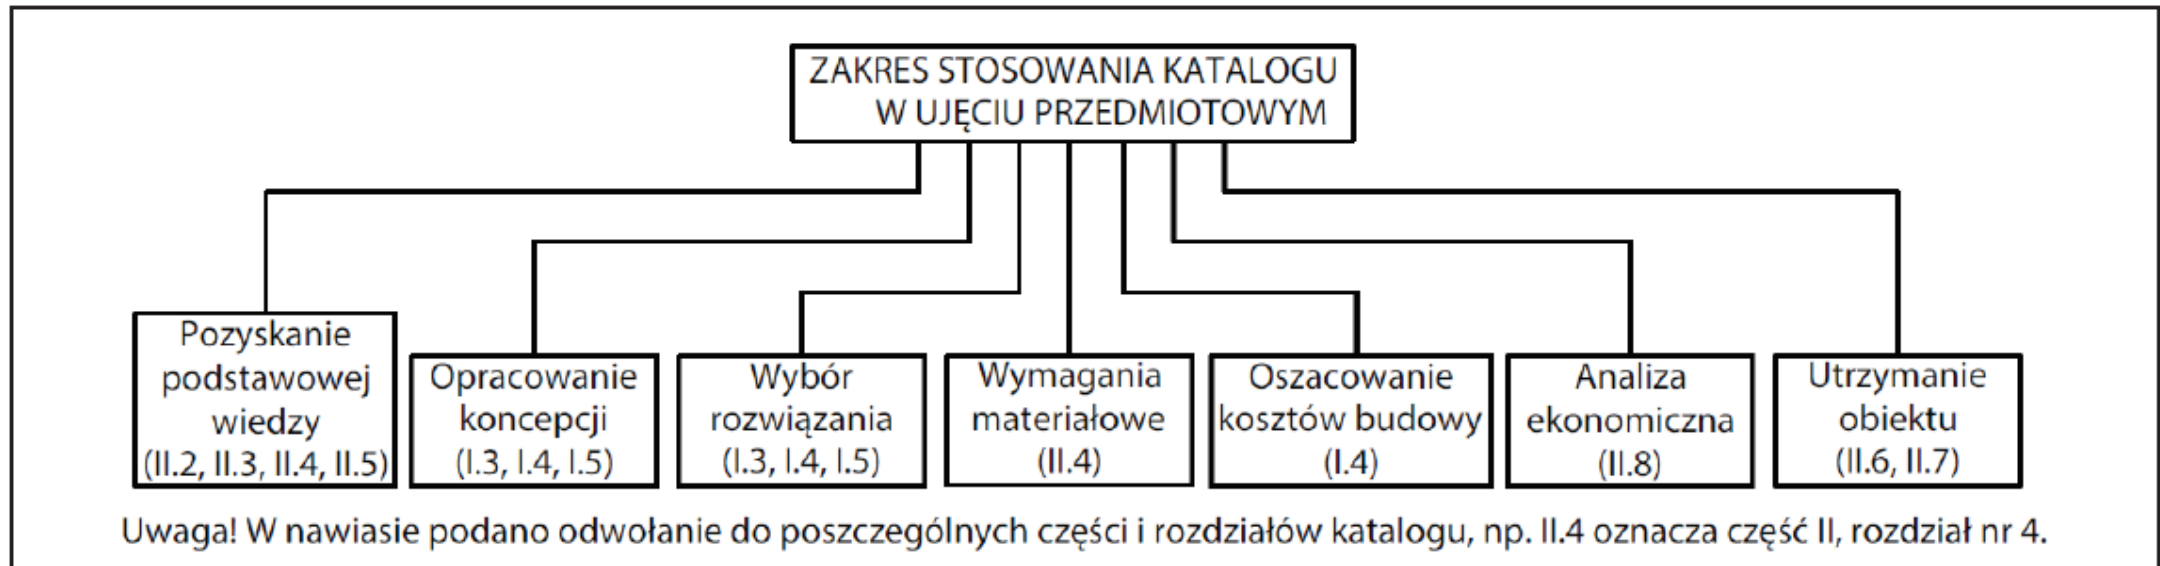 ZAKRES STOSOWANIA KATALOGU
W UJĘCIU PRZEDMIOTOWYM
Pozyskanie
podstawowej
wiedzy
(II.2, II.3, II.4, II.5)
Opracowanie
koncepcji
(I.3, I.4, I.5)
Wybór
rozwiązania
(I.3, I.4, I.5)
Wymagania
materiałowe
(II.4)
Oszacowanie
kosztów budowy
(I.4)
Analiza
ekonomiczna
(II.8)
Utrzymanie
obiektu
(II.6, II.7)
Uwaga! W nawiasie podano odwołanie do poszczególnych części i rozdziałów katalogu, np. II.4 oznacza część II, rozdział nr 4.